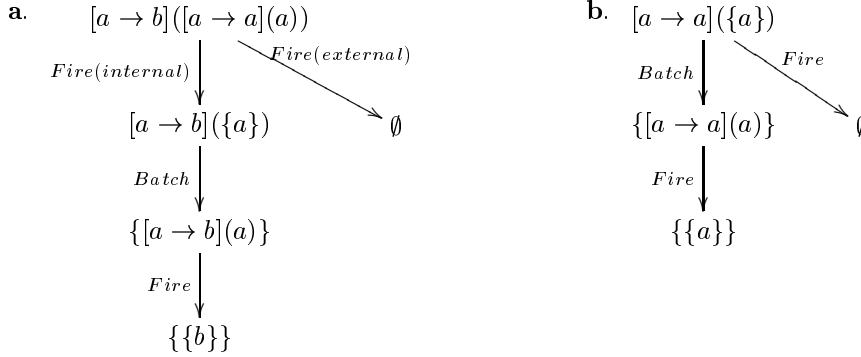 a. [a → b]([a → a](a))
Fire(internal)
Fire(external)
[a → b]({a})
∅
Batch
{[a → b](a)}
Fire
{{b}}
b. [a → a]({a})
Batch
Fire
{[a → a](a)}
∅
Fire
{{a}}